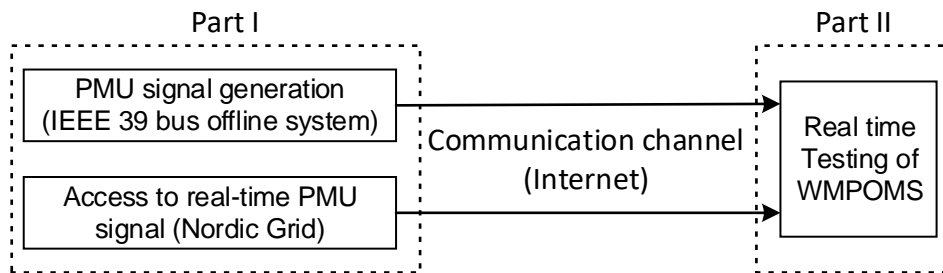 Part I
Part II
PMU signal generation
(IEEE 39 bus offline system)
Communication channel
(Internet)
Access to real-time PMU
signal (Nordic Grid)
Real time
Testing of
WMPOMS